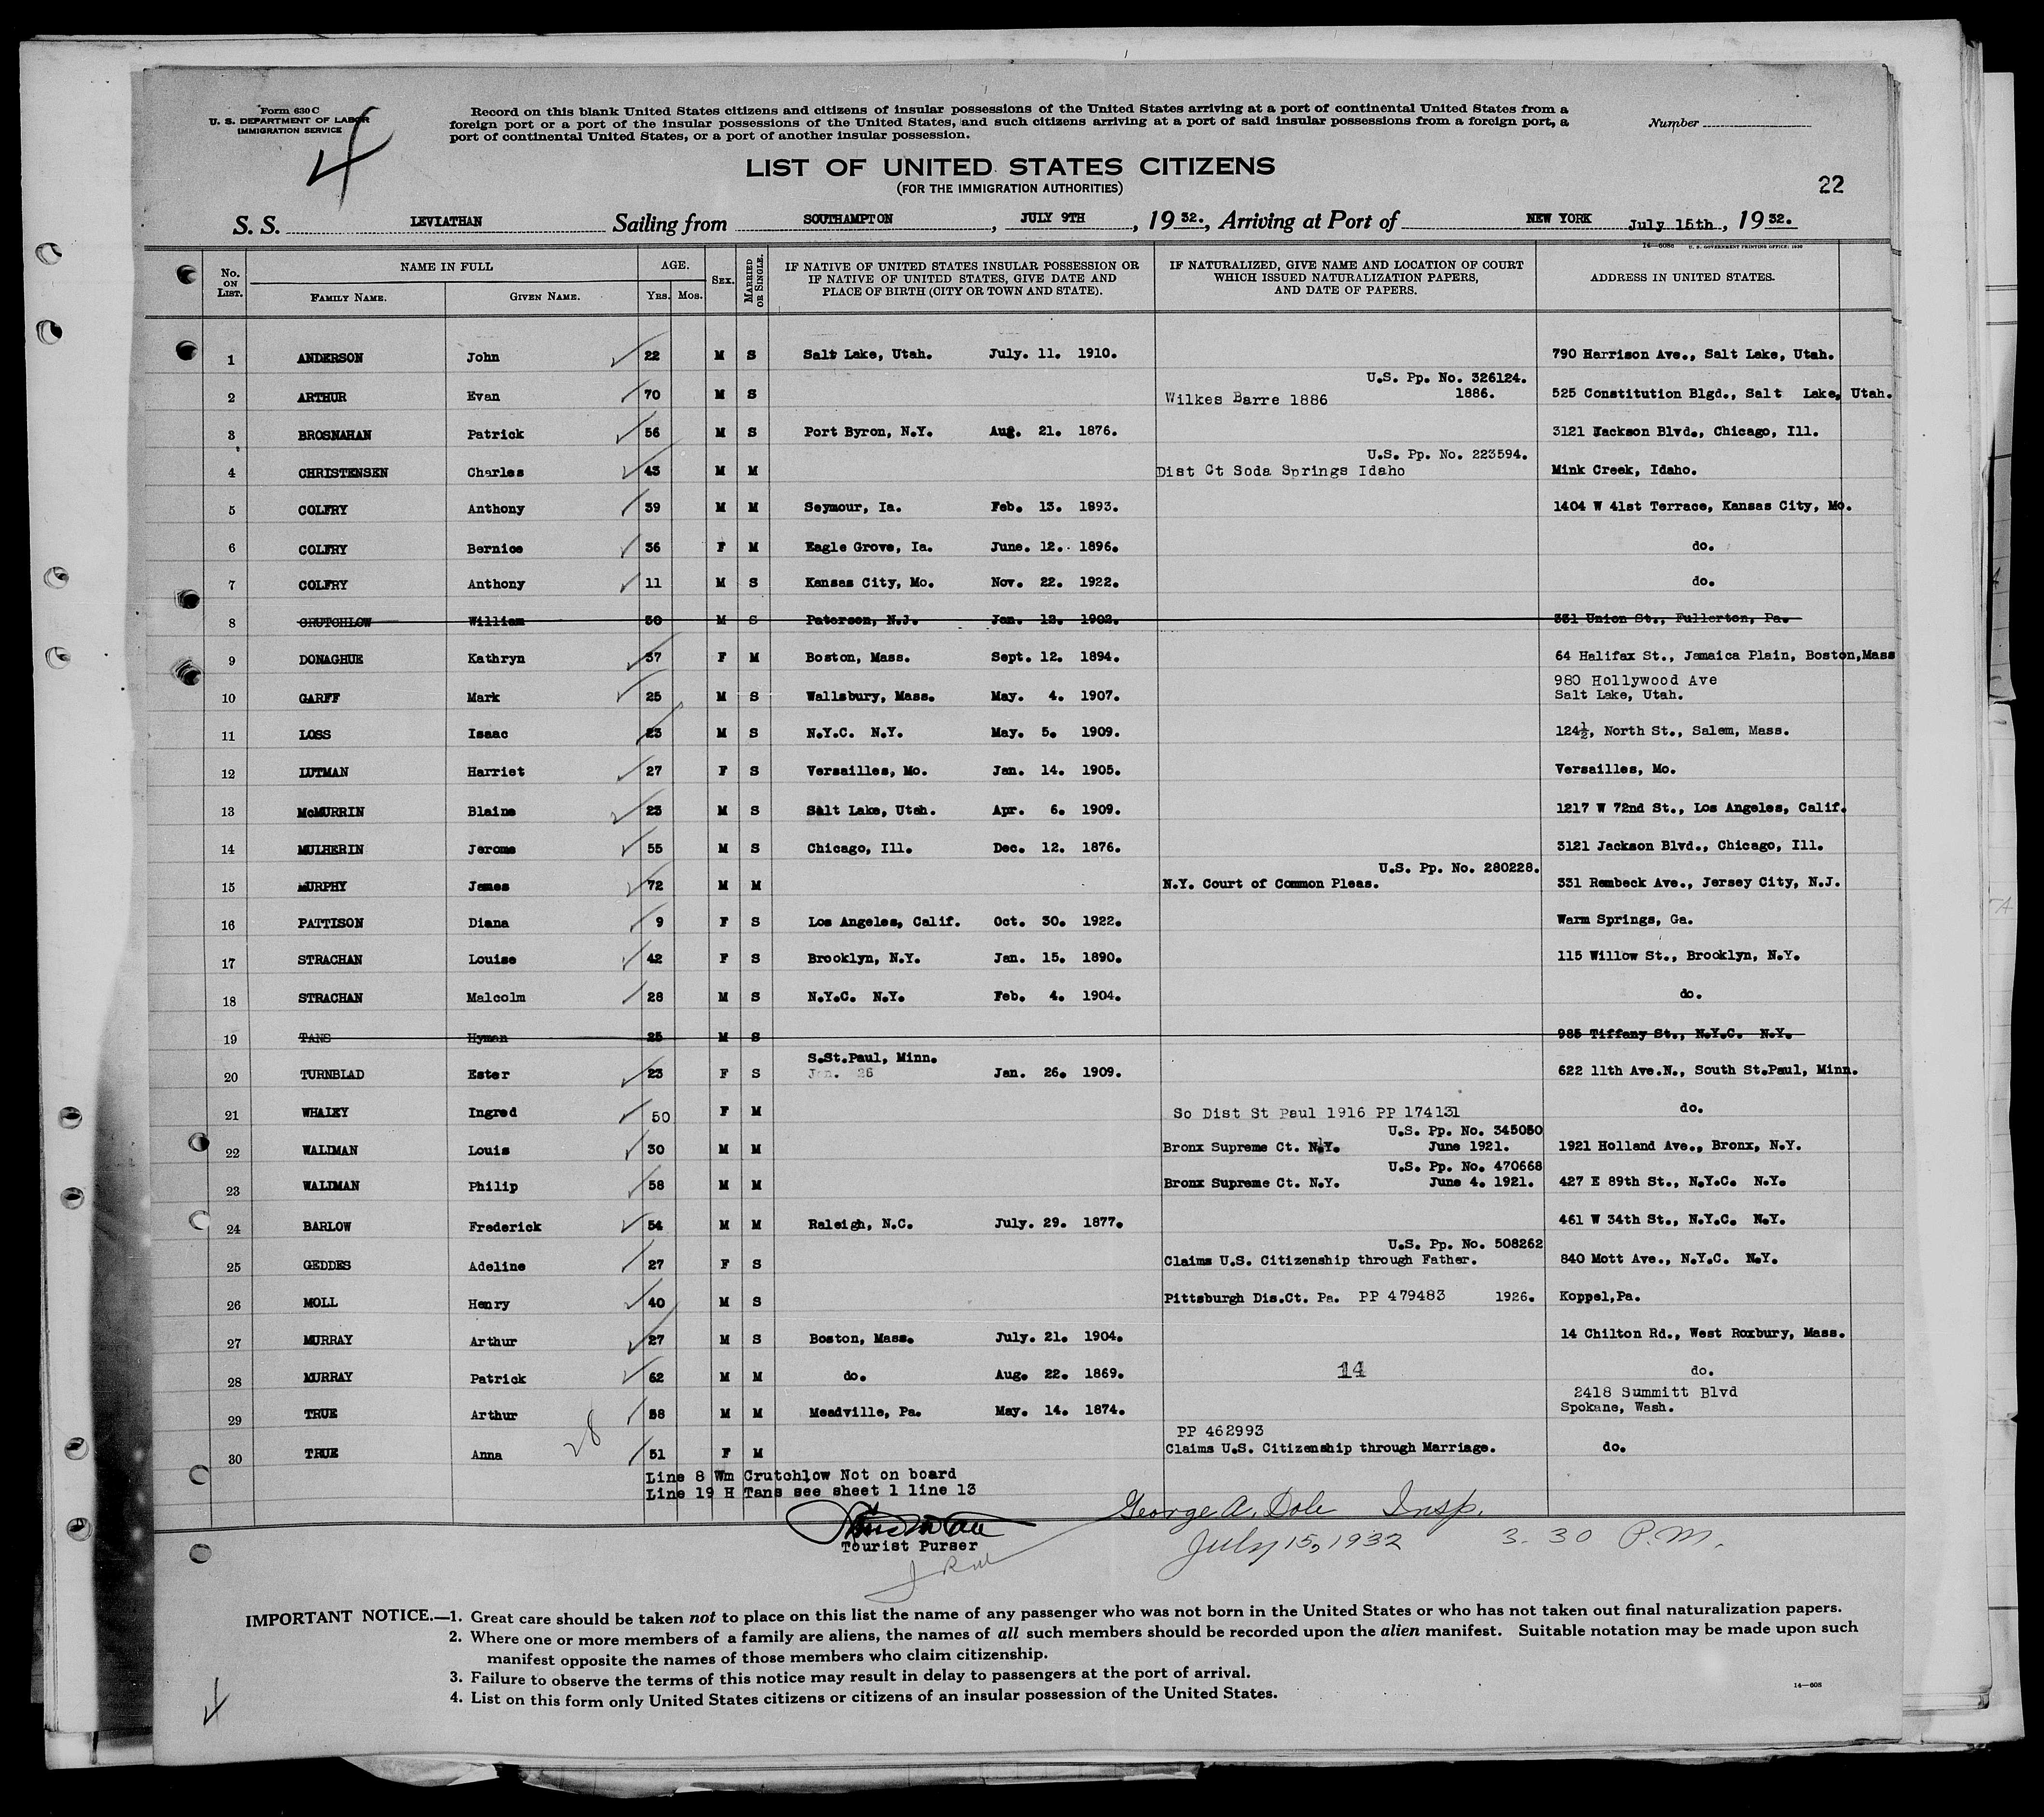 Form 630 C
U. S. DEPARTMENT OF LABOR
IMMIGRATION SERVICE
4
Record on this blank United States citizens and citizens of insular possessions of the United States arriving at a port of continental United States from a
foreign port or a port of the insular possessions of the United States, and such citizens arriving at a port of said insular possessions from a foreign port, a
port of continental United States, or a port of another insular possession.
Number
LIST OF UNITED STATES CITIZENS
(FOR THE IMMIGRATION AUTHORITIES)
22
S. S. LEVIATHAN Sailing from SOUTHAMPTON, JULY 9TH, 1932., Arriving at Port of NEW YORK July 15th, 1932.
14—608a U. S. GOVERNMENT PRINTING OFFICE: 1930
No. ON LIST. NAME IN FULL FAMILY NAME. GIVEN NAME. AGE. Yrs. Mos. SEX. MARRIED OR SINGLE. IF NATIVE OF UNITED STATES INSULAR POSSESSION OR IF NATIVE OF UNITED STATES, GIVE DATE AND PLACE OF BIRTH (CITY OR TOWN AND STATE). IF NATURALIZED, GIVE NAME AND LOCATION OF COURT WHICH ISSUED NATURALIZATION PAPERS, AND DATE OF PAPERS. ADDRESS IN UNITED STATES.
1 ANDERSON John 22 M S Salt Lake, Utah. July. 11. 1910. 790 Harrison Ave., Salt Lake, Utah.
U.S. Pp. No. 326124.
2 ARTHUR Evan 70 M S Wilkes Barre 1886 1886. 525 Constitution Blgd., Salt Lake, Utah.
3 BROSNAHAN Patrick 56 M S Port Byron, N.Y. Aug. 21. 1876. 3121 Jackson Blvd., Chicago, Ill.
U.S. Pp. No. 223594.
4 CHRISTENSEN Charles 43 M M Dist Ct Soda Springs Idaho Mink Creek, Idaho.
5 COLFRY Anthony 39 M M Seymour, Ia. Feb. 13. 1893. 1404 W 41st Terrace, Kansas City, Mo.
6 COLFRY Bernice 36 F M Eagle Grove, Ia. June. 12. 1896. do.
7 COLFRY Anthony 11 M S Kansas City, Mo. Nov. 22. 1922. do.
8 CRUTCHLOW William 30 M S Paterson, N.J. Jan. 12. 1902. 331 Union St., Fullerton, Pa.
9 DONAGHUE Kathryn 37 F M Boston, Mass. Sept. 12. 1894. 64 Halifax St., Jamaica Plain, Boston,Mass
980 Hollywood Ave
10 GARFF Mark 25 M S Wallsbury, Mass. May. 4. 1907. Salt Lake, Utah.
11 LOSS Isaac 23 M S N.Y.C. N.Y. May. 5. 1909. 124½, North St., Salem, Mass.
12 LUTMAN Harriet 27 F S Versailles, Mo. Jan. 14. 1905. Versailles, Mo.
13 McMURRIN Blaine 23 M S Salt Lake, Utah. Apr. 6. 1909. 1217 W 72nd St., Los Angeles, Calif.
14 MULHERIN Jerome 55 M S Chicago, Ill. Dec. 12. 1876. 3121 Jackson Blvd., Chicago, Ill.
U.S. Pp. No. 280228.
15 MURPHY James 72 M M N.Y. Court of Common Pleas. 331 Rembeck Ave., Jersey City, N.J.
16 PATTISON Diana 9 F S Los Angeles, Calif. Oct. 30. 1922. Warm Springs, Ga.
17 STRACHAN Louise 42 F S Brooklyn, N.Y. Jan. 15. 1890. 115 Willow St., Brooklyn, N.Y.
18 STRACHAN Malcolm 28 M S N.Y.C. N.Y. Feb. 4. 1904. do.
19 TANS Hyman 25 M S 985 Tiffany St., N.Y.C. N.Y.
S.St.Paul, Minn.
20 TURNBLAD Ester 23 F S Jan. 26 Jan. 26. 1909. 622 11th Ave.N., South St.Paul, Minn.
21 WHALEY Ingred 50 F M So Dist St Paul 1916 PP 174131 do.
U.S. Pp. No. 345050
22 WALDMAN Louis 30 M M Bronx Supreme Ct. N.Y. June 1921. 1921 Holland Ave., Bronx, N.Y.
U.S. Pp. No. 470668
23 WALDMAN Philip 58 M M Bronx Supreme Ct. N.Y. June 4. 1921. 427 E 89th St., N.Y.C. N.Y.
24 BARLOW Frederick 54 M M Raleigh, N.C. July. 29. 1877. 461 W 34th St., N.Y.C. N.Y.
U.S. Pp. No. 508262
25 GEDDES Adeline 27 F S Claims U.S. Citizenship through Father. 840 Mott Ave., N.Y.C. N.Y.
26 MOLL Henry 40 M S Pittsburgh Dis.Ct. Pa. PP 479483 1926. Koppel,Pa.
27 MURRAY Arthur 27 M S Boston, Mass. July. 21. 1904. 14 Chilton Rd., West Roxbury, Mass.
28 MURRAY Patrick 62 M M do. Aug. 22. 1869. 14 do.
2418 Summitt Blvd
29 TRUE Arthur 58 M M Meadville, Pa. May. 14. 1874. Spokane, Wash.
PP 462993
30 TRUE Anna 28 51 F M Claims U.S. Citizenship through Marriage. do.
Line 8 Wm Crutchlow Not on board
Line 19 H Tans see sheet 1 line 13
George A. Dole Insp.
Tourist Purser
July 15, 1932 3.30 P.M.
IMPORTANT NOTICE.—1. Great care should be taken not to place on this list the name of any passenger who was not born in the United States or who has not taken out final naturalization papers.
2. Where one or more members of a family are aliens, the names of all such members should be recorded upon the alien manifest. Suitable notation may be made upon such
manifest opposite the names of those members who claim citizenship.
3. Failure to observe the terms of this notice may result in delay to passengers at the port of arrival.
4. List on this form only United States citizens or citizens of an insular possession of the United States.
14—608